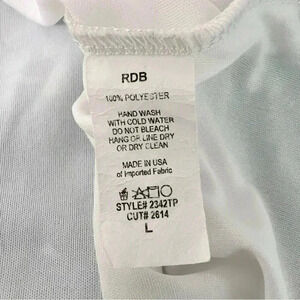 RDB
100% POLYESTER
HAND WASH
WITH COLD WATER
DO NOT BLEACH
HANG OR LINE DRY
OR DRY CLEAN
MADE IN USA
of Imported Fabric
STYLE# 2342TP
CUT# 2614
L